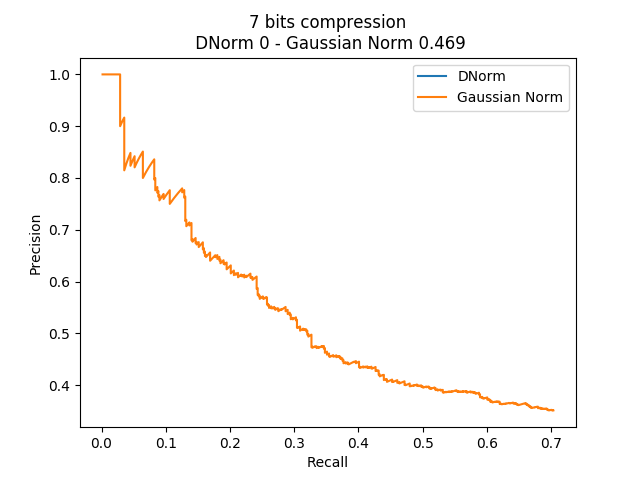 7 bits compression
DNorm 0 - Gaussian Norm 0.469
DNorm
Gaussian Norm
1.0
0.9
0.8
0.7
0.6
0.5
0.4
Precision
0.0 0.1 0.2 0.3 0.4 0.5 0.6 0.7
Recall